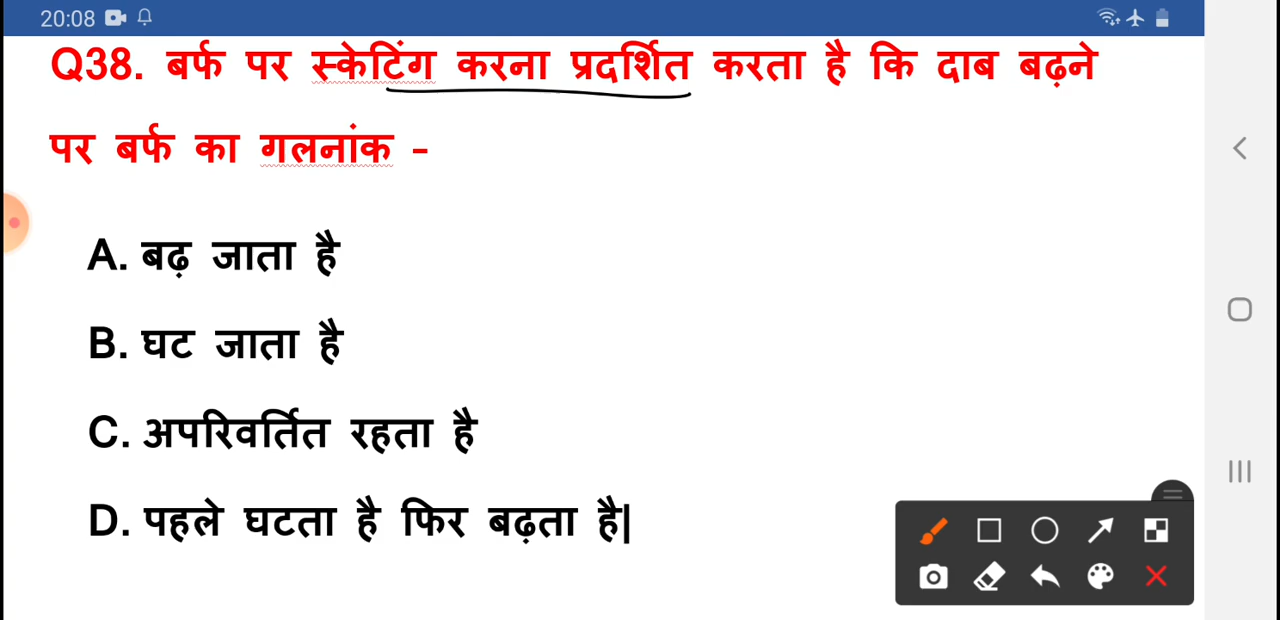 20:08
Q38. बर्फ पर स्केटिंग करना प्रदर्शित करता है कि दाब बढ़ने
पर बर्फ का गलनांक -
A. बढ़ जाता है
B. घट जाता है
C. अपरिवर्तित रहता है
D. पहले घटता है फिर बढ़ता है|